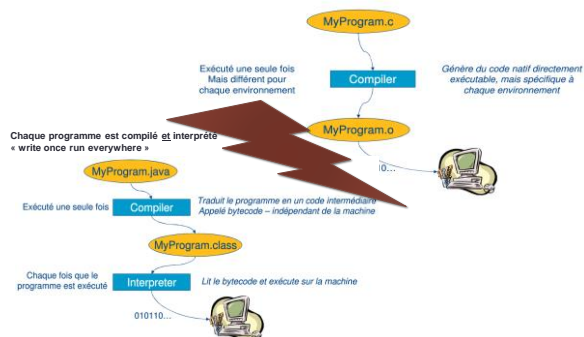 MyProgram.c
Exécuté une seule fois
Mais différent pour
chaque environnement
Compiler
Génère du code natif directement
exécutable, mais spécifique à
chaque environnement
MyProgram.o
10...
Chaque programme est compilé et interprété
« write once run everywhere »
MyProgram.java
Exécuté une seule fois
Compiler
Traduit le programme en un code intermédiaire
Appelé bytecode – indépendant de la machine
MyProgram.class
Chaque fois que le
programme est exécuté
Interpreter
Lit le bytecode et exécute sur la machine
010110...